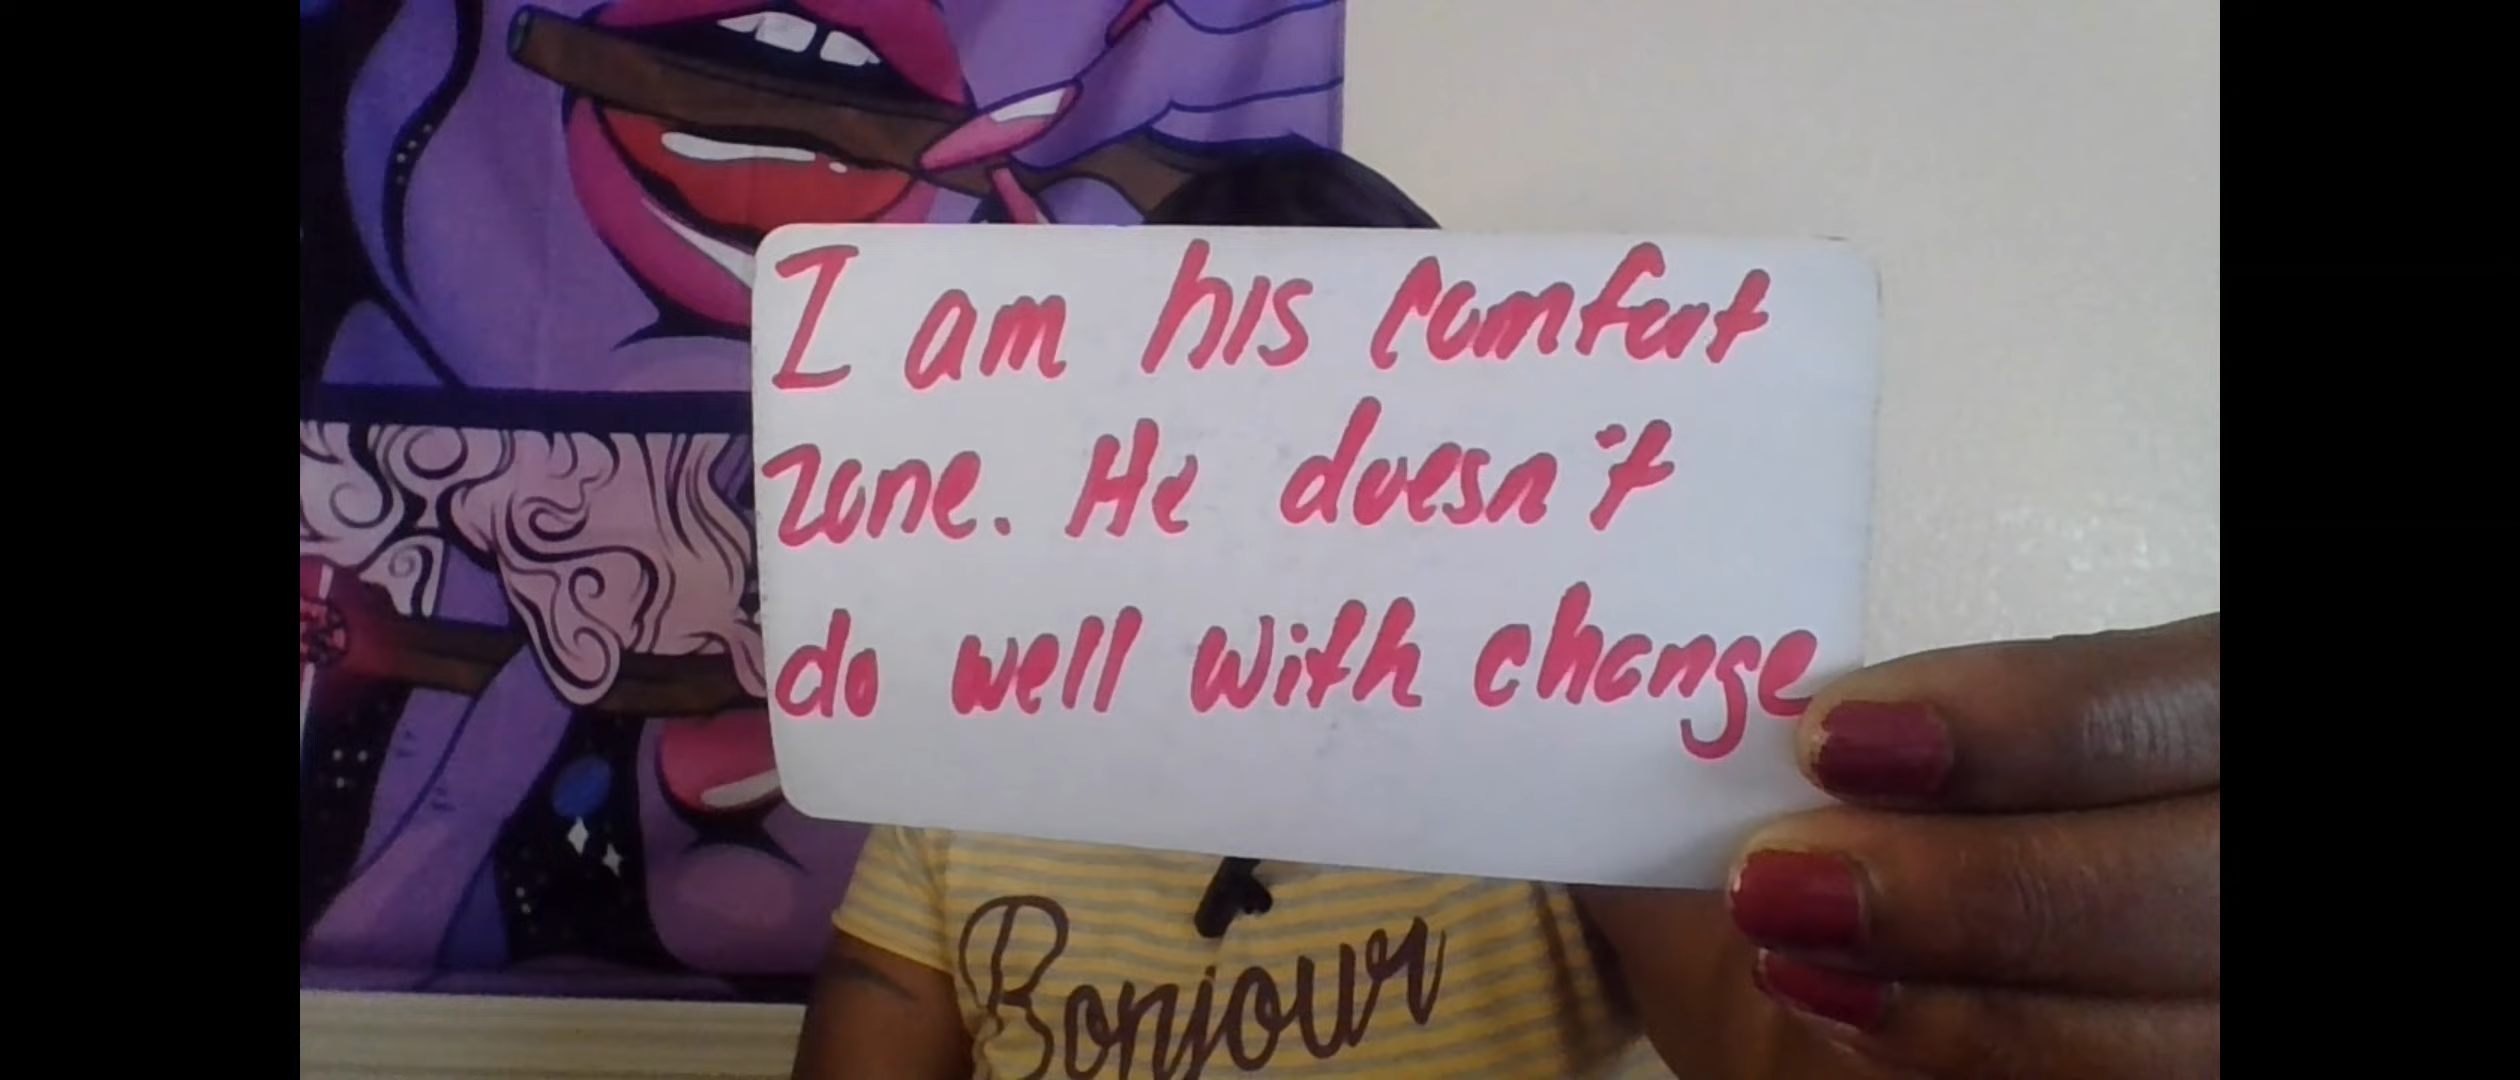 I am his comfort
zone. He doesn't
do well with change
Bonjour